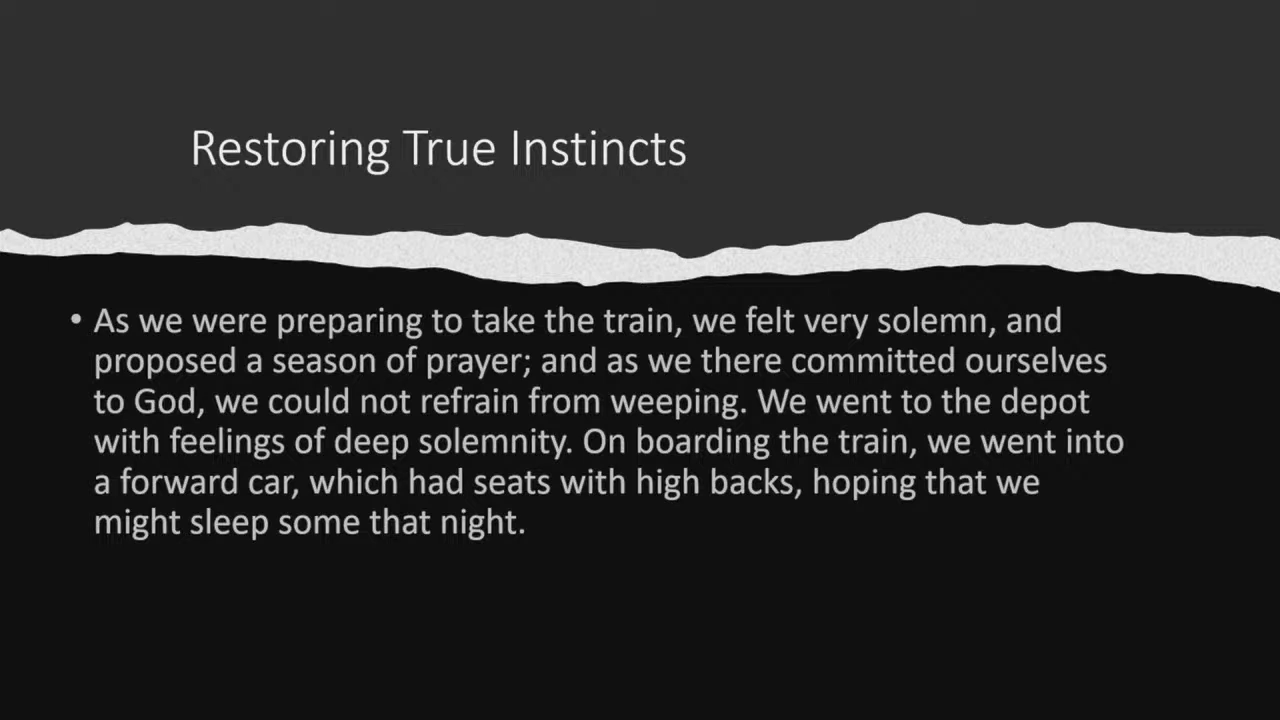 Restoring True Instincts
• As we were preparing to take the train, we felt very solemn, and
proposed a season of prayer; and as we there committed ourselves
to God, we could not refrain from weeping. We went to the depot
with feelings of deep solemnity. On boarding the train, we went into
a forward car, which had seats with high backs, hoping that we
might sleep some that night.